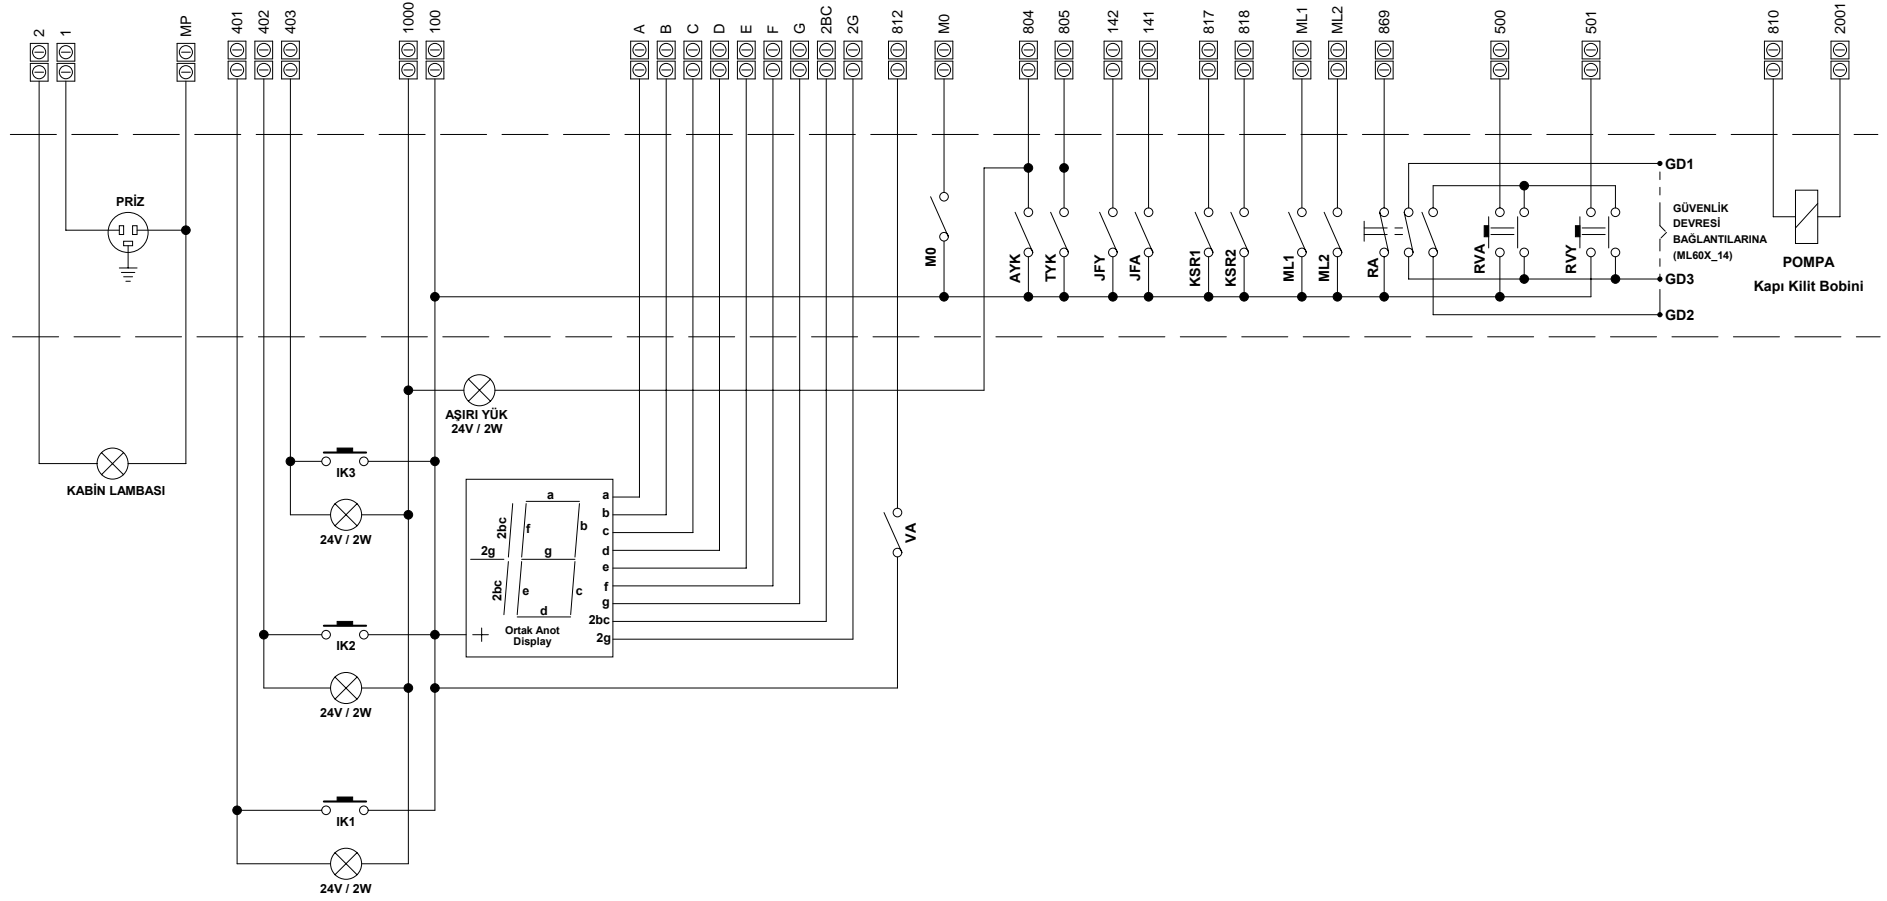 2
1
MP
401
402
403
1000
100
A
B
C
D
E
F
G
2BC
2G
812
M0
804
805
142
141
817
818
ML1
ML2
869
500
501
810
2001
PRİZ
M0
AYK
TYK
JFY
JFA
KSR1
KSR2
ML1
ML2
RA
RVA
RVY
GD1
GÜVENLİK
DEVRESİ
BAĞLANTILARINA
(ML60X_14)
GD3
GD2
POMPA
Kapı Kilit Bobini
AŞIRI YÜK
24V / 2W
KABİN LAMBASI
IK3
24V / 2W
a
b
c
d
e
f
g
2bc
2g
a
f
b
2bc
2g
g
2bc
e
c
d
Ortak Anot
Display
VA
IK2
24V / 2W
IK1
24V / 2W